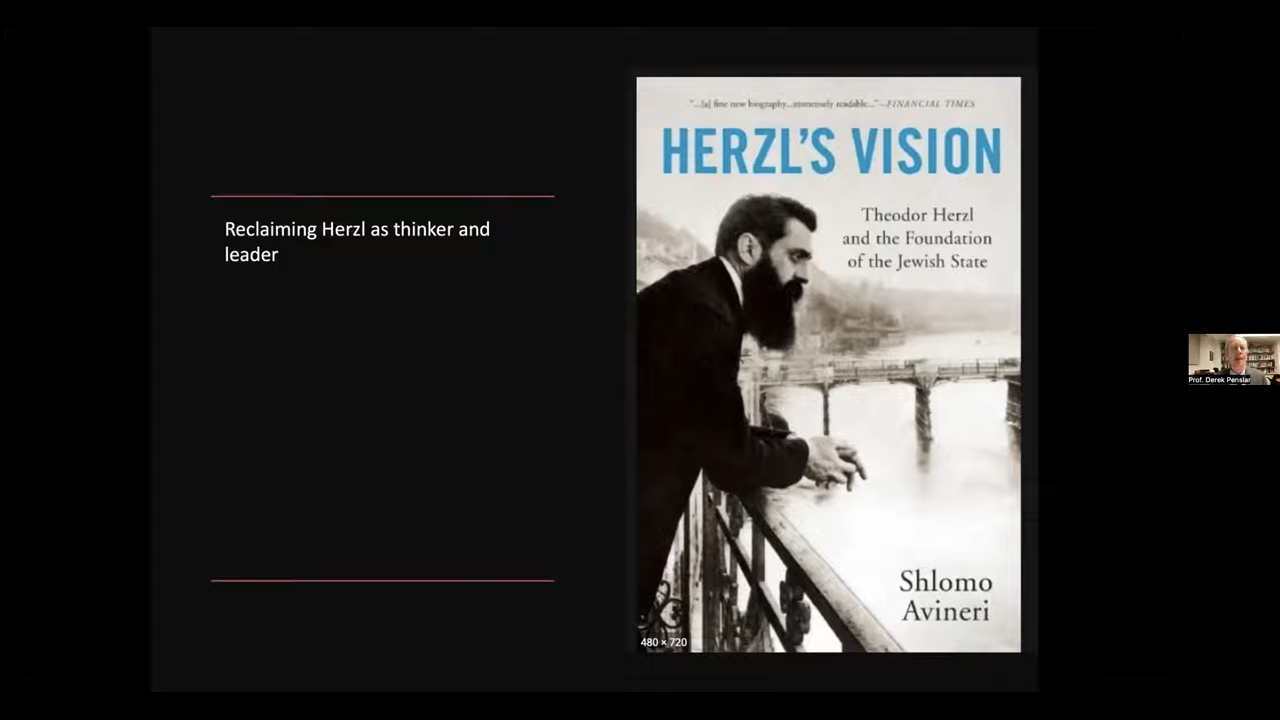 Reclaiming Herzl as thinker and
leader
"...[a] fine new biography...immensely readable..."—FINANCIAL TIMES
HERZL'S VISION
Theodor Herzl
and the Foundation
of the Jewish State
Shlomo
Avineri
480 × 720
Prof. Derek Penslar